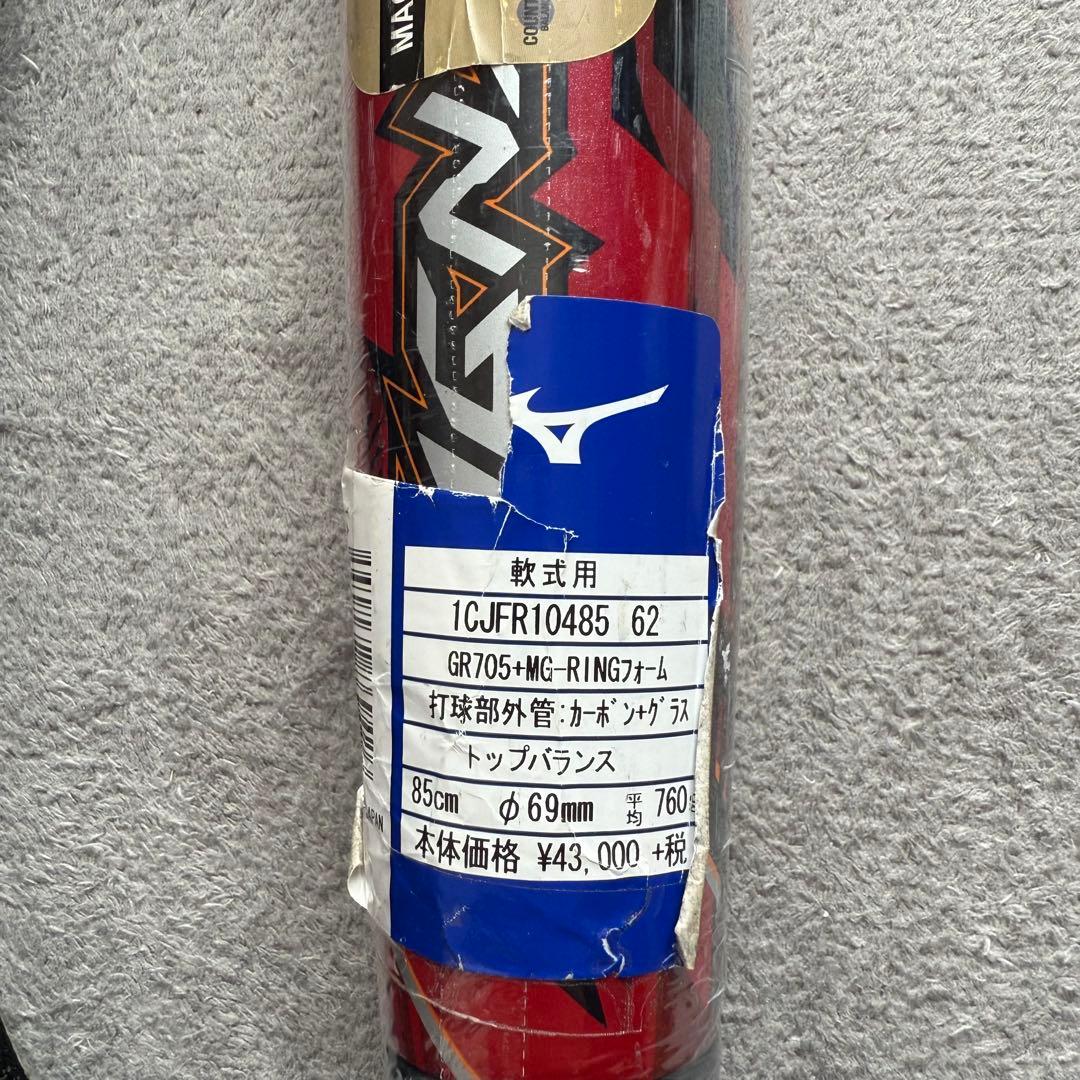 軟式用
1CJFR10485 62
GR705+MG-RINGフォーム
打球部外管:カーボン+グラス
トップバランス
85cm φ69mm 平均 760
本体価格 ¥43,000 +税
JAPAN